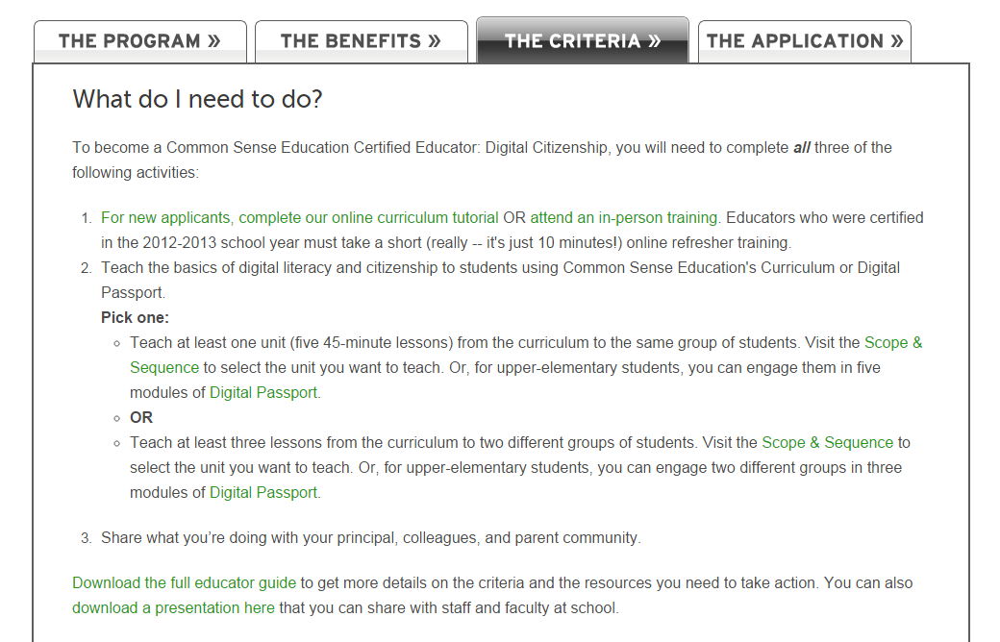 THE PROGRAM »
THE BENEFITS »
THE CRITERIA »
THE APPLICATION »
What do I need to do?
To become a Common Sense Education Certified Educator: Digital Citizenship, you will need to complete all three of the
following activities:
1. For new applicants, complete our online curriculum tutorial OR attend an in-person training. Educators who were certified
in the 2012-2013 school year must take a short (really -- it's just 10 minutes!) online refresher training.
2. Teach the basics of digital literacy and citizenship to students using Common Sense Education's Curriculum or Digital
Passport.
Pick one:
Teach at least one unit (five 45-minute lessons) from the curriculum to the same group of students. Visit the Scope &
Sequence to select the unit you want to teach. Or, for upper-elementary students, you can engage them in five
modules of Digital Passport.
OR
Teach at least three lessons from the curriculum to two different groups of students. Visit the Scope & Sequence to
select the unit you want to teach. Or, for upper-elementary students, you can engage two different groups in three
modules of Digital Passport.
3. Share what you’re doing with your principal, colleagues, and parent community.
Download the full educator guide to get more details on the criteria and the resources you need to take action. You can also
download a presentation here that you can share with staff and faculty at school.